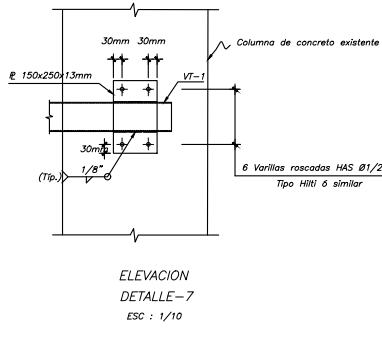 30mm 30mm
Columna de concreto existente
PL 150x250x13mm
VT-1
30mm
1/8"
(Típ.)
6 Varillas roscadas HAS Ø1/2
Tipo Hilti ó similar
ELEVACION
DETALLE-7
ESC : 1/10